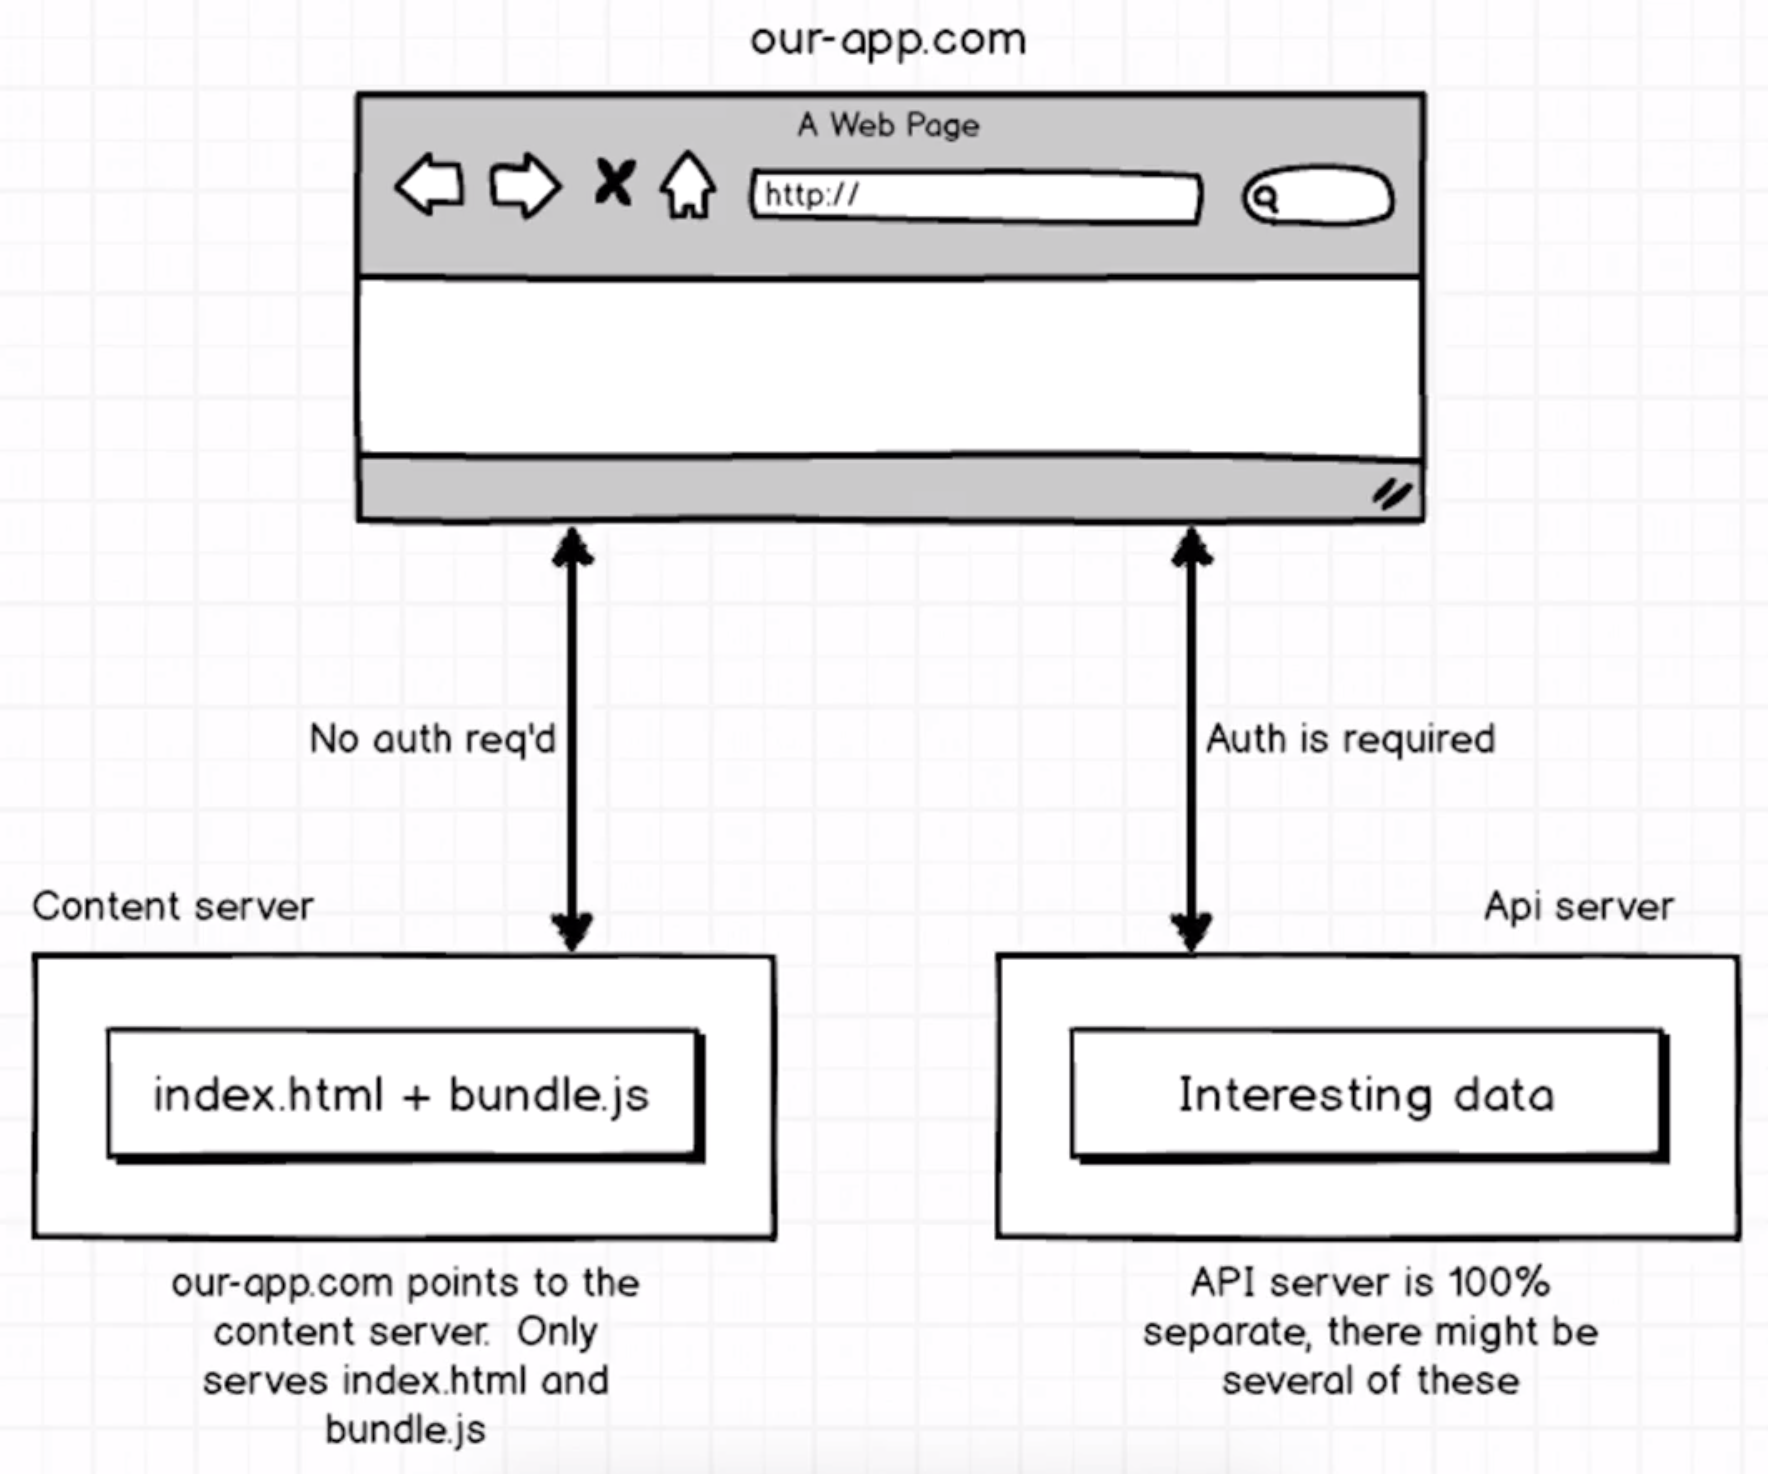 our-app.com
A Web Page
http://
No auth req'd
Auth is required
Content server
Api server
index.html + bundle.js
Interesting data
our-app.com points to the
content server. Only
serves index.html and
bundle.js
API server is 100%
separate, there might be
several of these